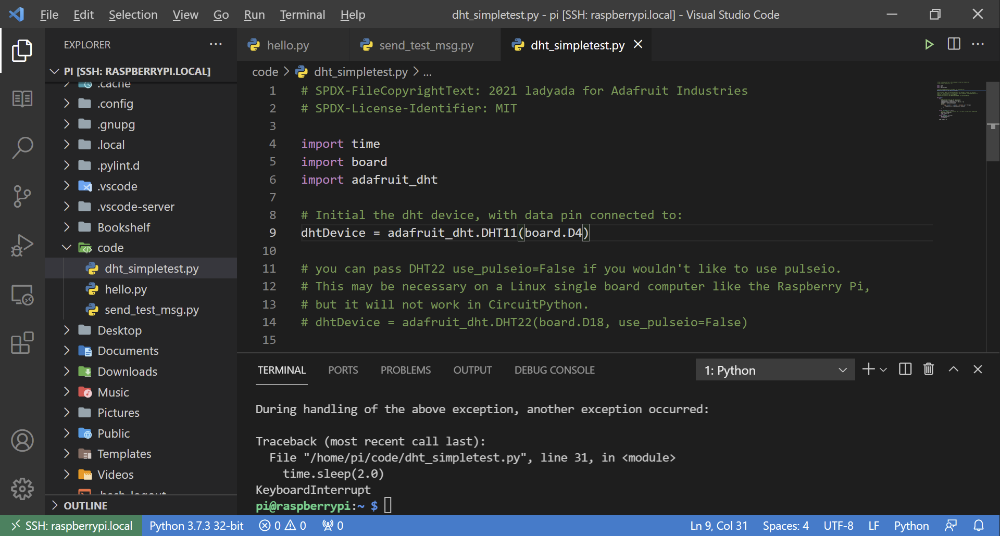 File Edit Selection View Go Run Terminal Help dht_simpletest.py - pi [SSH: raspberrypi.local] - Visual Studio Code
EXPLORER
PI [SSH: RASPBERRYPI.LOCAL]
.cache
.config
.gnupg
.local
.pylint.d
.vscode
.vscode-server
Bookshelf
code
dht_simpletest.py
hello.py
send_test_msg.py
Desktop
Documents
Downloads
Music
Pictures
Public
Templates
Videos
.bash_logout
OUTLINE
hello.py send_test_msg.py dht_simpletest.py
code > dht_simpletest.py > ...
1 # SPDX-FileCopyrightText: 2021 ladyada for Adafruit Industries
2 # SPDX-License-Identifier: MIT
3
4 import time
5 import board
6 import adafruit_dht
7
8 # Initial the dht device, with data pin connected to:
9 dhtDevice = adafruit_dht.DHT11(board.D4)
10
11 # you can pass DHT22 use_pulseio=False if you wouldn't like to use pulseio.
12 # This may be necessary on a Linux single board computer like the Raspberry Pi,
13 # but it will not work in CircuitPython.
14 # dhtDevice = adafruit_dht.DHT22(board.D18, use_pulseio=False)
15
TERMINAL PORTS PROBLEMS OUTPUT DEBUG CONSOLE 1: Python
During handling of the above exception, another exception occurred:
Traceback (most recent call last):
File "/home/pi/code/dht_simpletest.py", line 31, in <module>
time.sleep(2.0)
KeyboardInterrupt
pi@raspberrypi:~ $
SSH: raspberrypi.local Python 3.7.3 32-bit 0 0 0 Ln 9, Col 31 Spaces: 4 UTF-8 LF Python